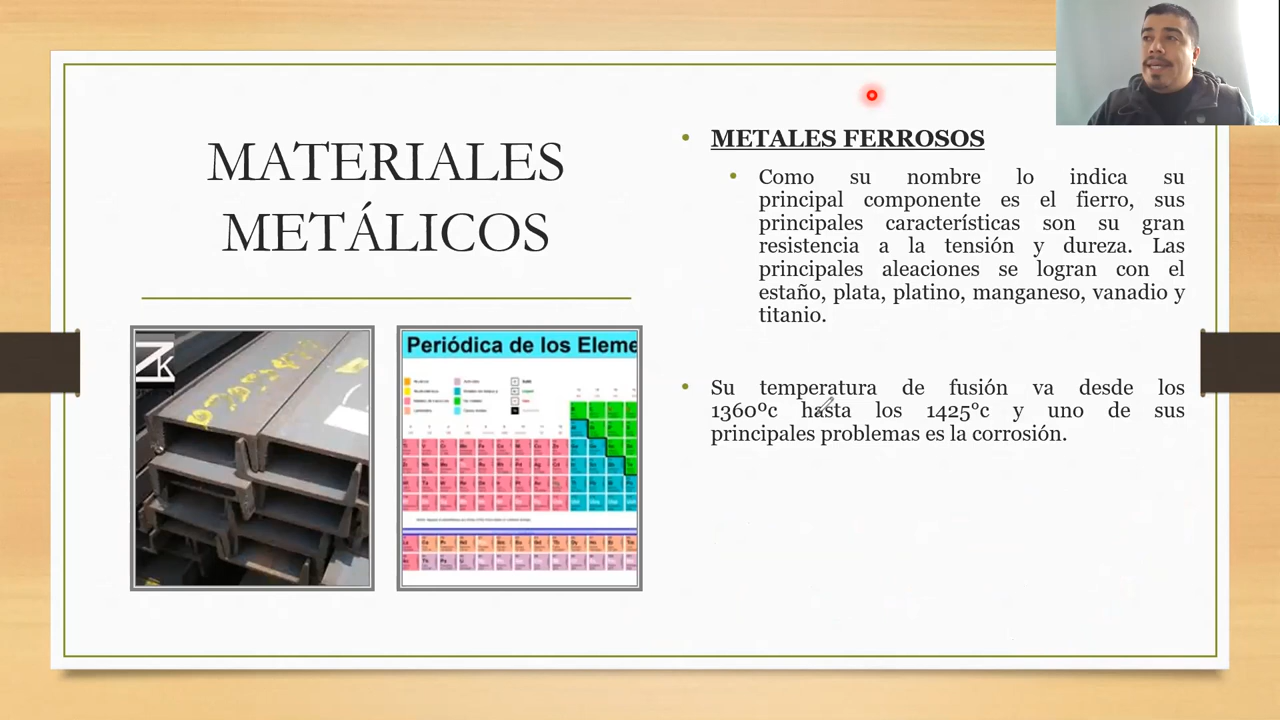 MATERIALES
METÁLICOS
ZK
Periódica de los Eleme
• METALES FERROSOS
• Como su nombre lo indica su
principal componente es el fierro, sus
principales características son su gran
resistencia a la tensión y dureza. Las
principales aleaciones se logran con el
estaño, plata, platino, manganeso, vanadio y
titanio.
• Su temperatura de fusión va desde los
1360ºc hasta los 1425°c y uno de sus
principales problemas es la corrosión.